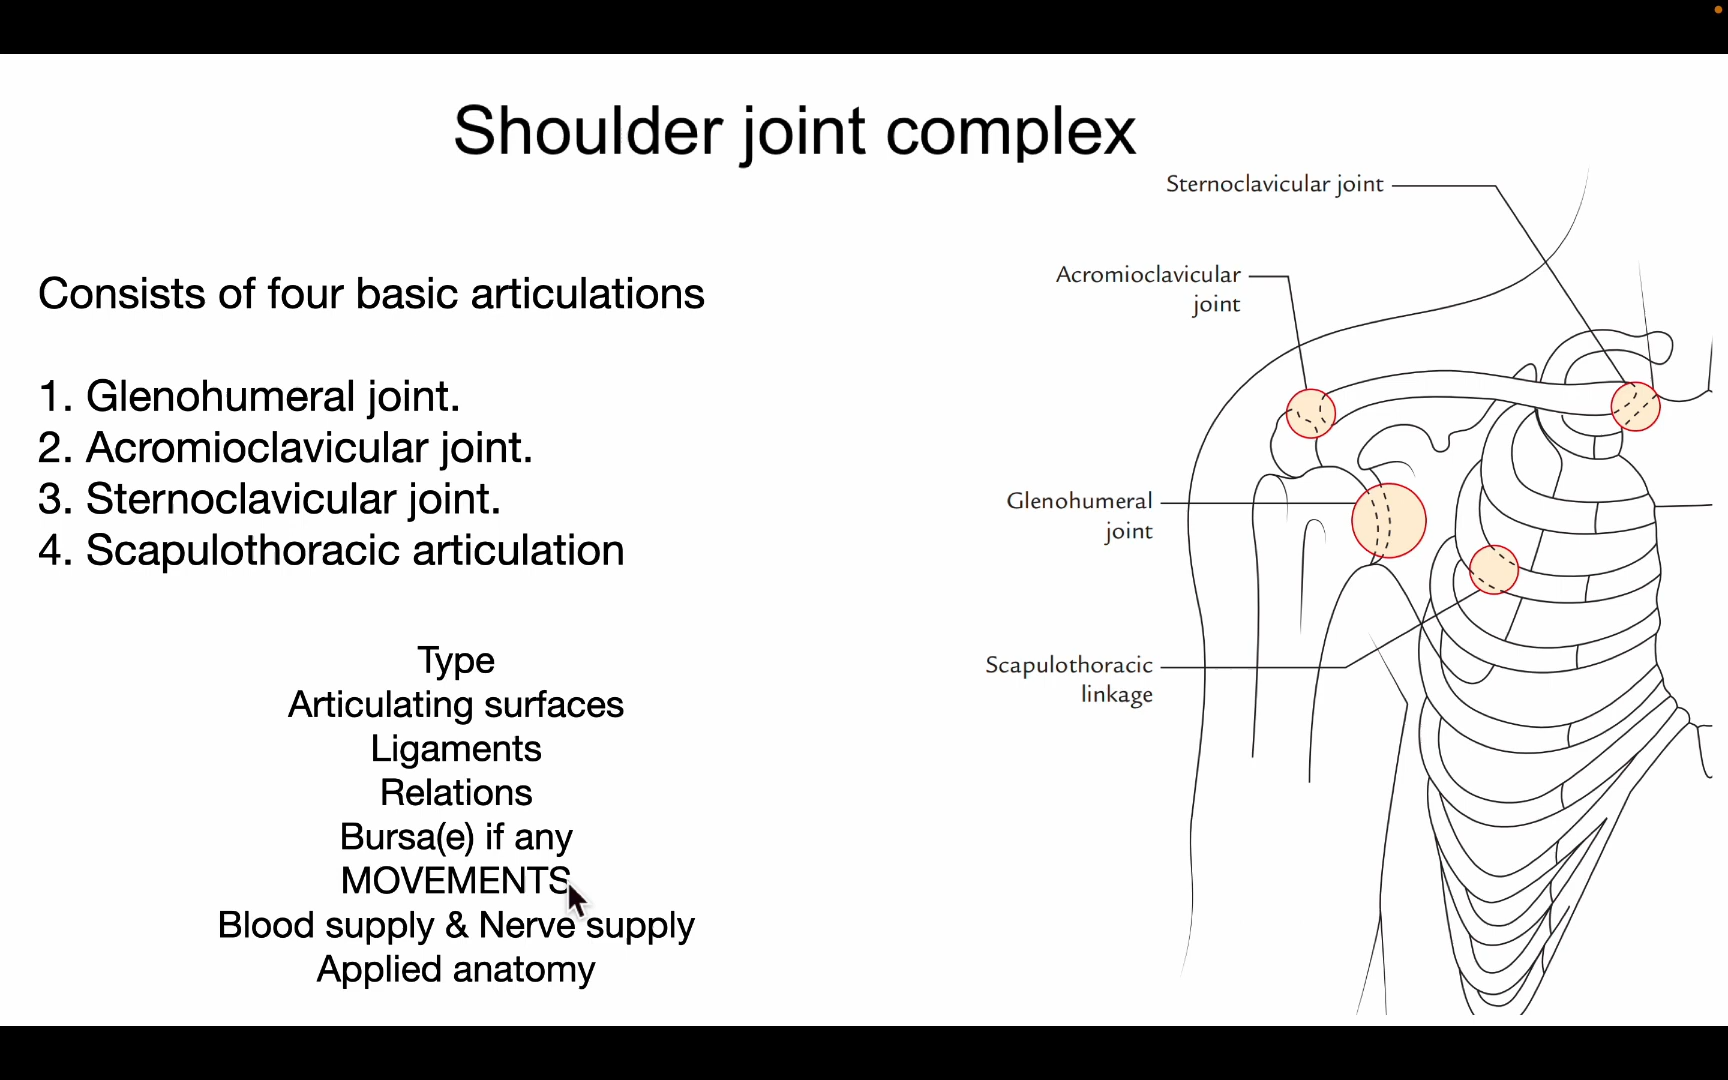 Shoulder joint complex
Consists of four basic articulations
1. Glenohumeral joint.
2. Acromioclavicular joint.
3. Sternoclavicular joint.
4. Scapulothoracic articulation
Type
Articulating surfaces
Ligaments
Relations
Bursa(e) if any
MOVEMENTS
Blood supply & Nerve supply
Applied anatomy
Sternoclavicular joint
Acromioclavicular
joint
Glenohumeral
joint
Scapulothoracic
linkage